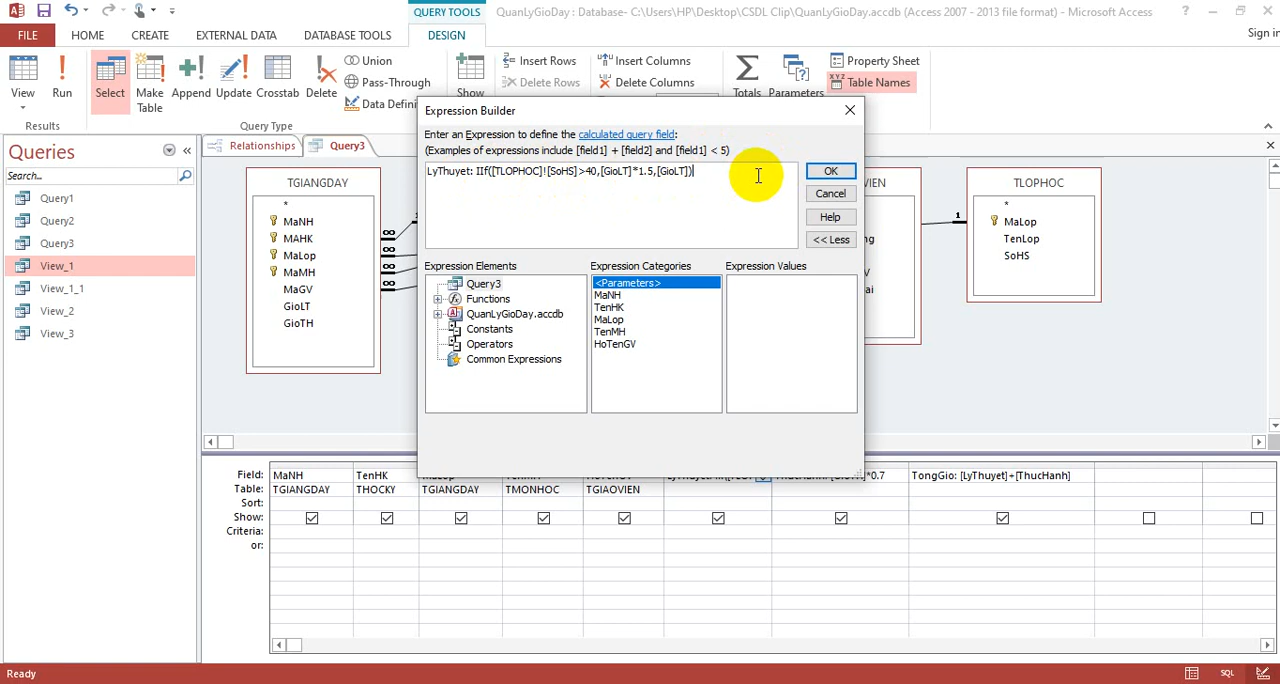 QUERY TOOLS
QuanLyGioDay : Database- C:\Users\HP\Desktop\CSDL Clip\QuanLyGioDay.accdb (Access 2007 - 2013 file format) - Microsoft Access
FILE HOME CREATE EXTERNAL DATA DATABASE TOOLS DESIGN Sign in
View Run Select Make Table Append Update Crosstab Delete
Union
Pass-Through
Show
Insert Rows
Delete Rows
Insert Columns
Delete Columns
Totals Parameters
Property Sheet
Table Names
Results Query Type
Queries
Search...
Query1
Query2
Query3
View_1
View_1_1
View_2
View_3
Relationships Query3
TGIANGDAY
*
MaNH
MAHK
MaLop
MaMH
MaGV
GioLT
GioTH
TLOPHOC
*
MaLop
TenLop
SoHS
Expression Builder
Enter an Expression to define the calculated query field:
(Examples of expressions include [field1] + [field2] and [field1] < 5)
LyThuyet: IIf([TLOPHOC]![SoHS]>40,[GioLT]*1.5,[GioLT])
OK
Cancel
Help
<< Less
Expression Elements Expression Categories Expression Values
Query3
Functions
QuanLyGioDay.accdb
Constants
Operators
Common Expressions
<Parameters>
MaNH
TenHK
MaLop
TenMH
HoTenGV
Field: MaNH TenHK TongGio: [LyThuyet]+[ThucHanh]
Table: TGIANGDAY THOCKY TGIANGDAY TMONHOC TGIAOVIEN
Sort:
Show:
Criteria:
or:
Ready SQL